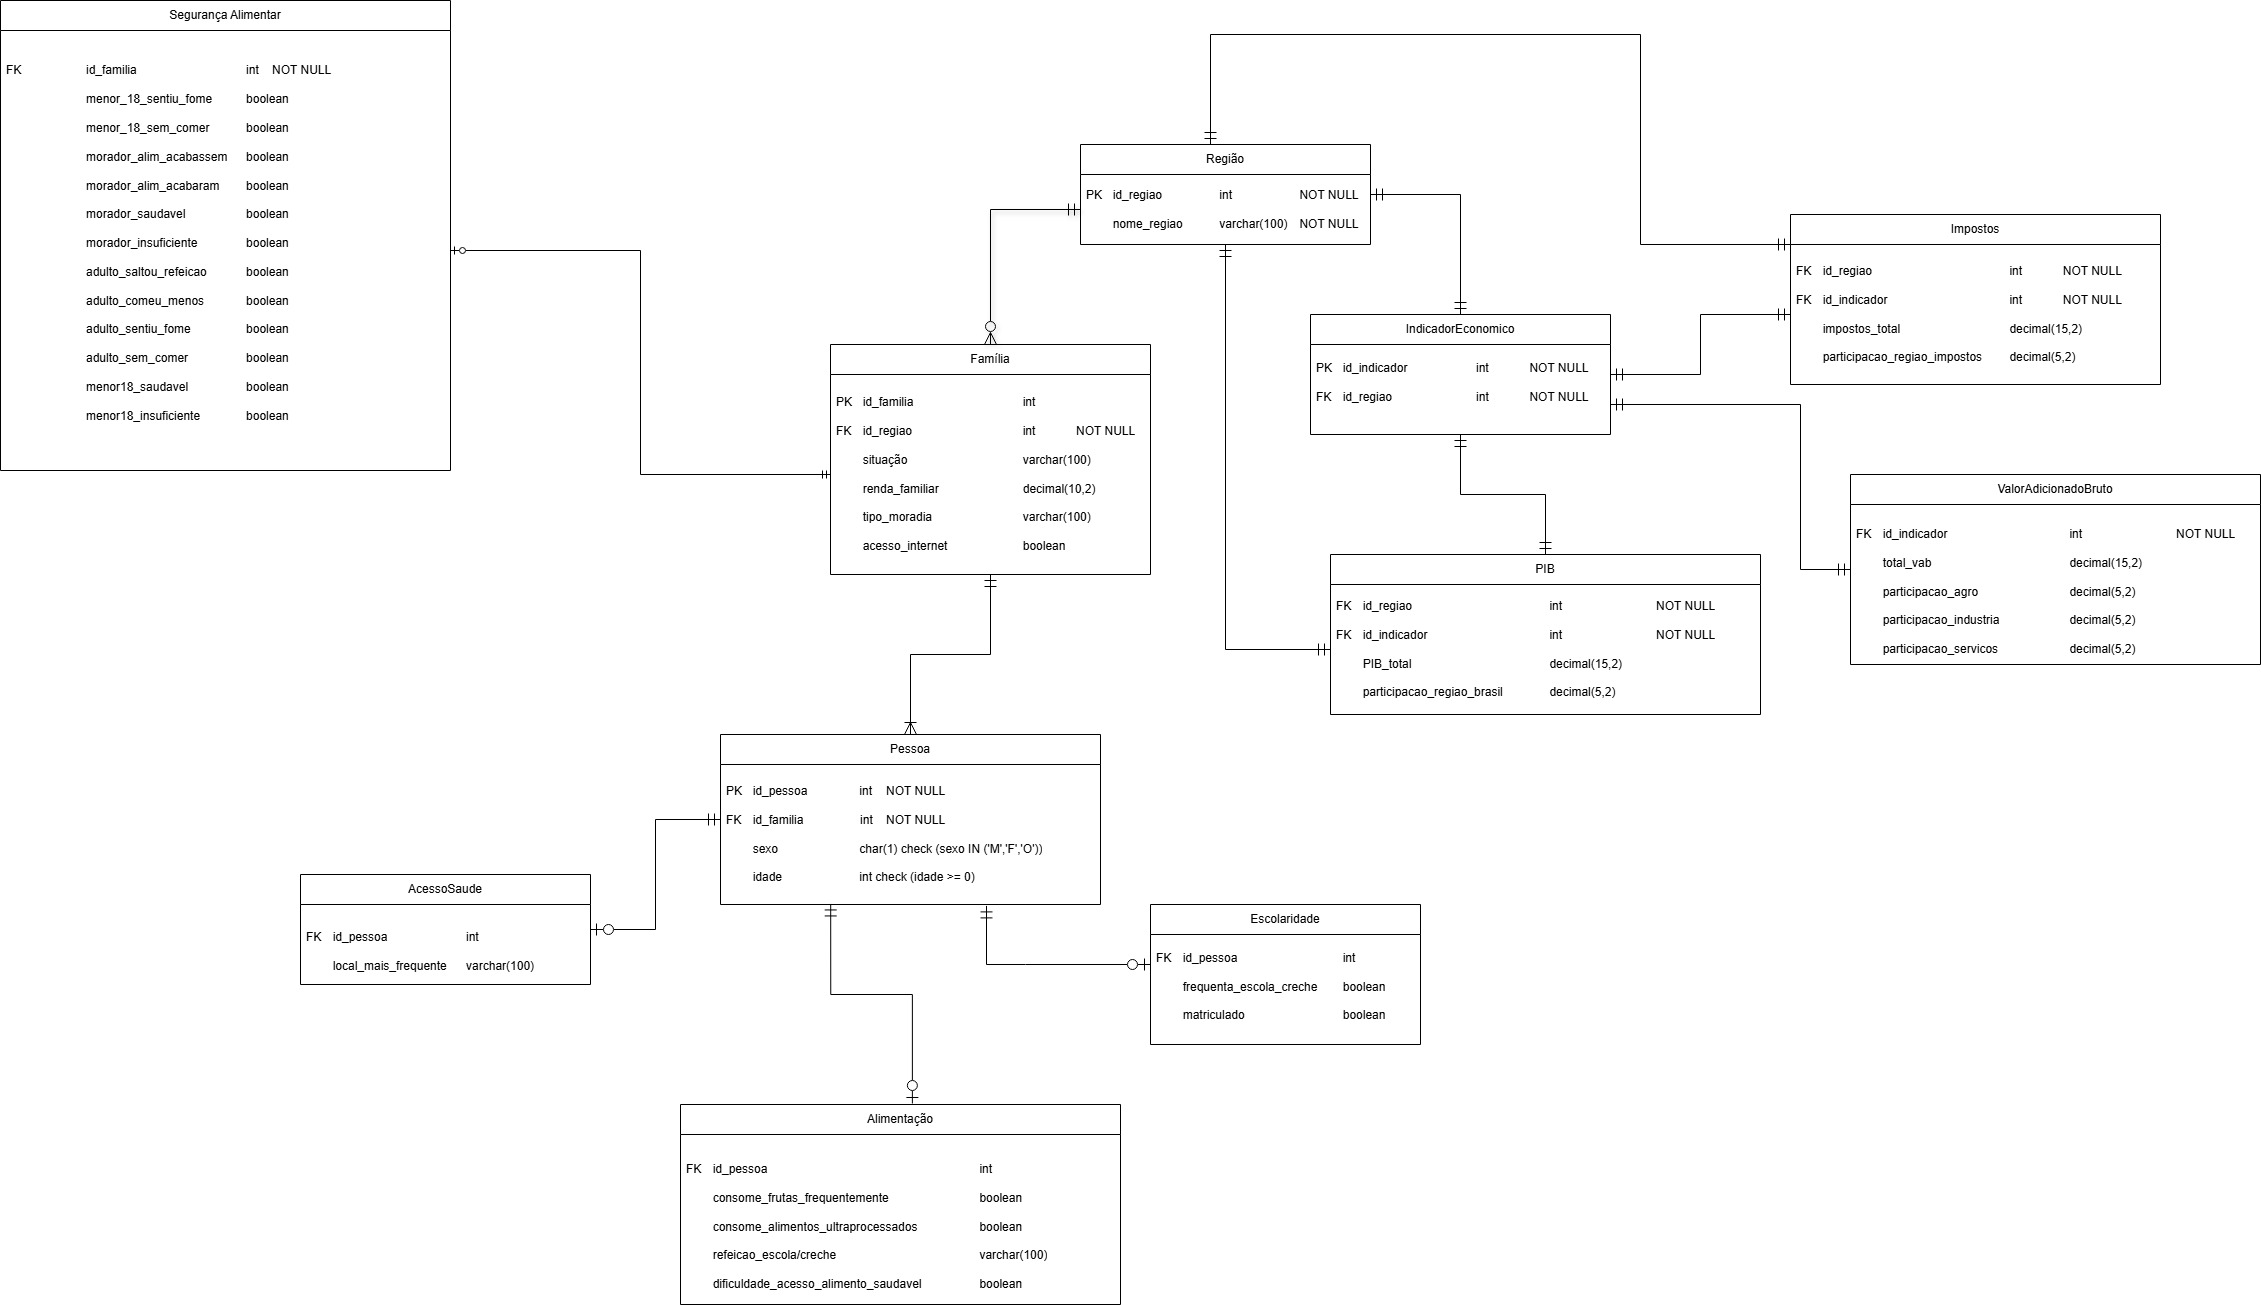 Segurança Alimentar
FK id_familia int NOT NULL
menor_18_sentiu_fome boolean
menor_18_sem_comer boolean
morador_alim_acabassem boolean
morador_alim_acabaram boolean
morador_saudavel boolean
morador_insuficiente boolean
adulto_saltou_refeicao boolean
adulto_comeu_menos boolean
adulto_sentiu_fome boolean
adulto_sem_comer boolean
menor18_saudavel boolean
menor18_insuficiente boolean
Região
PK id_regiao int NOT NULL
nome_regiao varchar(100) NOT NULL
Impostos
FK id_regiao int NOT NULL
FK id_indicador int NOT NULL
impostos_total decimal(15,2)
participacao_regiao_impostos decimal(5,2)
IndicadorEconomico
PK id_indicador int NOT NULL
FK id_regiao int NOT NULL
Família
PK id_familia int
FK id_regiao int NOT NULL
situação varchar(100)
renda_familiar decimal(10,2)
tipo_moradia varchar(100)
acesso_internet boolean
ValorAdicionadoBruto
FK id_indicador int NOT NULL
total_vab decimal(15,2)
participacao_agro decimal(5,2)
participacao_industria decimal(5,2)
participacao_servicos decimal(5,2)
PIB
FK id_regiao int NOT NULL
FK id_indicador int NOT NULL
PIB_total decimal(15,2)
participacao_regiao_brasil decimal(5,2)
Pessoa
PK id_pessoa int NOT NULL
FK id_familia int NOT NULL
sexo char(1) check (sexo IN ('M','F','O'))
idade int check (idade >= 0)
AcessoSaude
FK id_pessoa int
local_mais_frequente varchar(100)
Escolaridade
FK id_pessoa int
frequenta_escola_creche boolean
matriculado boolean
Alimentação
FK id_pessoa int
consome_frutas_frequentemente boolean
consome_alimentos_ultraprocessados boolean
refeicao_escola/creche varchar(100)
dificuldade_acesso_alimento_saudavel boolean